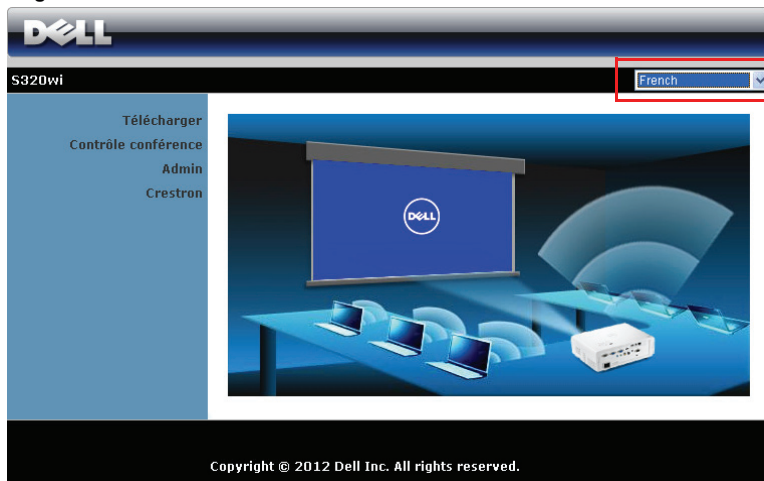 DELL
S320wi
French
Télécharger
Contrôle conférence
Admin
Crestron
DELL
Copyright © 2012 Dell Inc. All rights reserved.